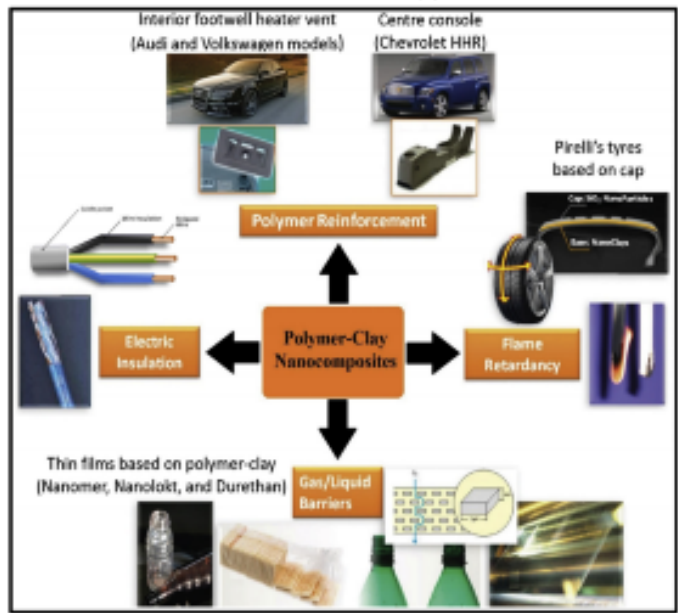 Interior footwell heater vent
(Audi and Volkswagen models)
Centre console
(Chevrolet HHR)
Pirelli's tyres
based on cap
Polymer Reinforcement
Electric
Insulation
Polymer-Clay
Nanocomposites
Flame
Retardancy
Thin films based on polymer-clay
(Nanomer, Nanolokt, and Durethan)
Gas/Liquid
Barriers